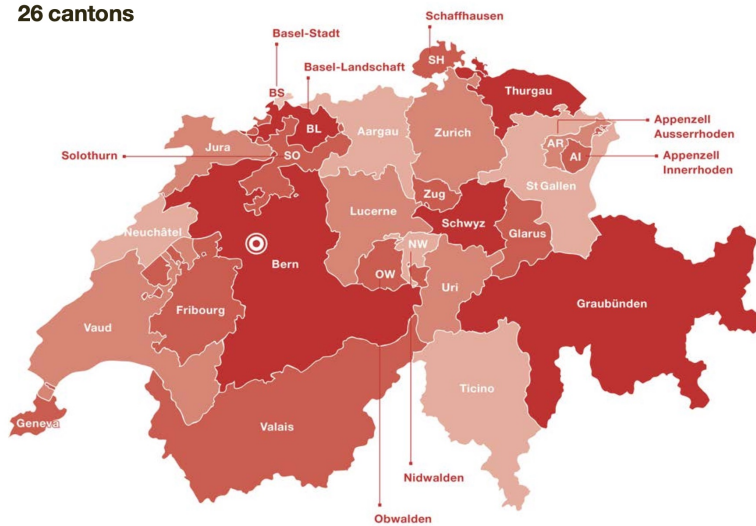 26 cantons
Schaffhausen
Basel-Stadt
Basel-Landschaft
SH
BS
Thurgau
BL
Aargau
Zurich
Appenzell
Ausserrhoden
Jura
Solothurn
SO
AR
AI
Appenzell
Innerrhoden
St Gallen
Zug
Lucerne
Schwyz
Glarus
Neuchâtel
NW
Bern
OW
Uri
Graubünden
Fribourg
Vaud
Ticino
Geneva
Valais
Nidwalden
Obwalden